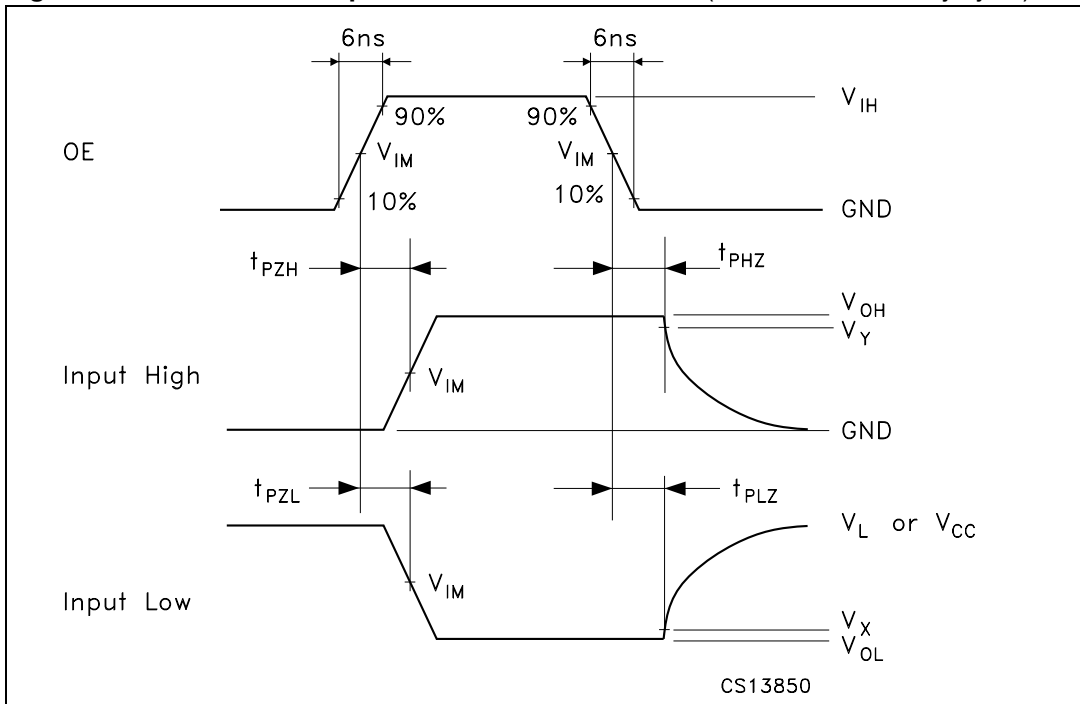 6ns 6ns
90% 90% V_IH
OE V_IM V_IM
10% 10% GND
t_PZH t_PHZ
V_OH
V_Y
Input High V_IM
GND
t_PZL t_PLZ
V_L or V_CC
V_IM
Input Low
V_X
V_OL
CS13850